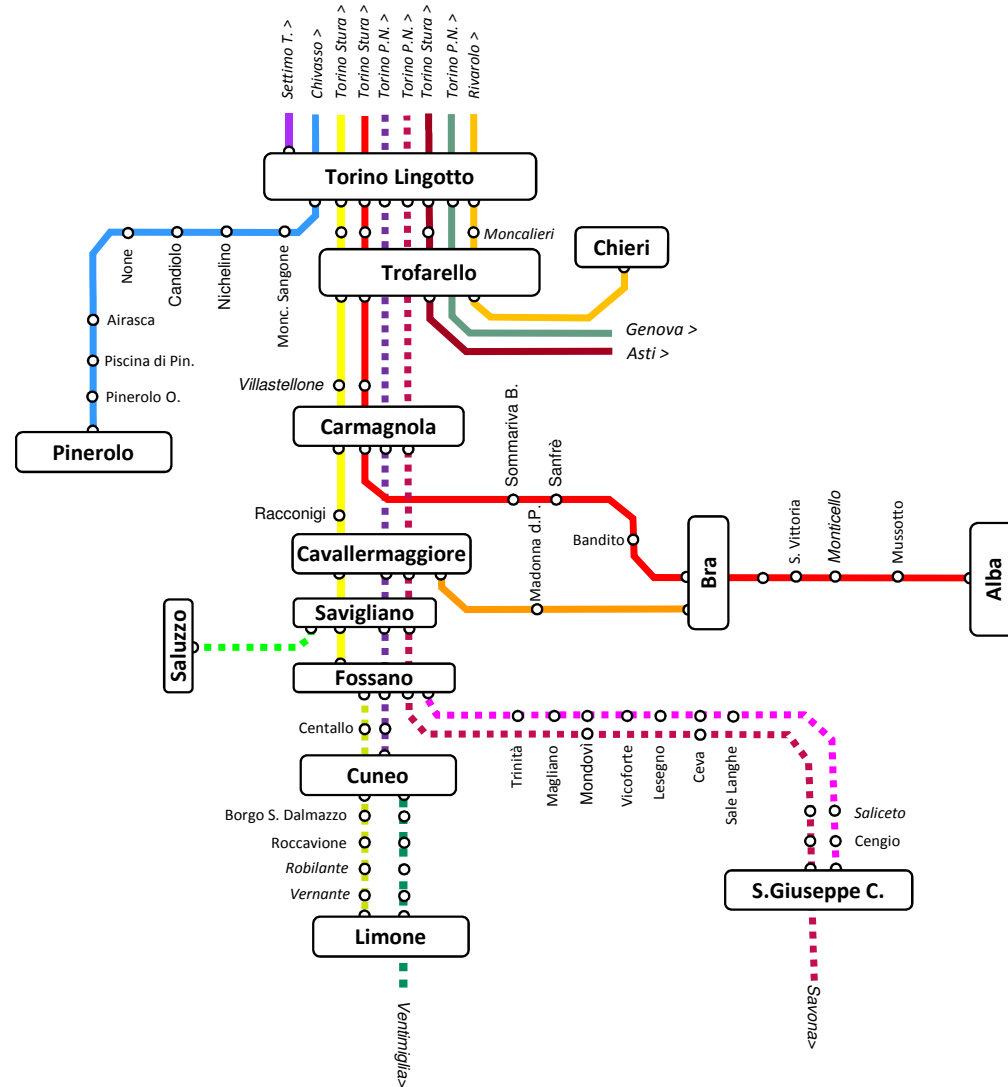 Settimo T. >
Chivasso >
Torino Stura >
Torino Stura >
Torino P.N. >
Torino P.N. >
Torino Stura >
Torino P.N. >
Rivarolo >
Torino Lingotto
Moncalieri
Chieri
None
Candiolo
Nichelino
Monc. Sangone
Trofarello
Airasca
Genova >
Asti >
Piscina di Pin.
Villastellone
Pinerolo O.
Carmagnola
Pinerolo
Sommariva B.
Sanfrè
Racconigi
Bandito
Madonna d.P.
Cavallermaggiore
Bra
S. Vittoria
Monticello
Mussotto
Alba
Savigliano
Saluzzo
Fossano
Centallo
Trinità
Magliano
Mondovì
Vicoforte
Lesegno
Ceva
Sale Langhe
Cuneo
Borgo S. Dalmazzo
Saliceto
Roccavione
Cengio
Robilante
Vernante
S.Giuseppe C.
Limone
Ventimiglia>
Savona>